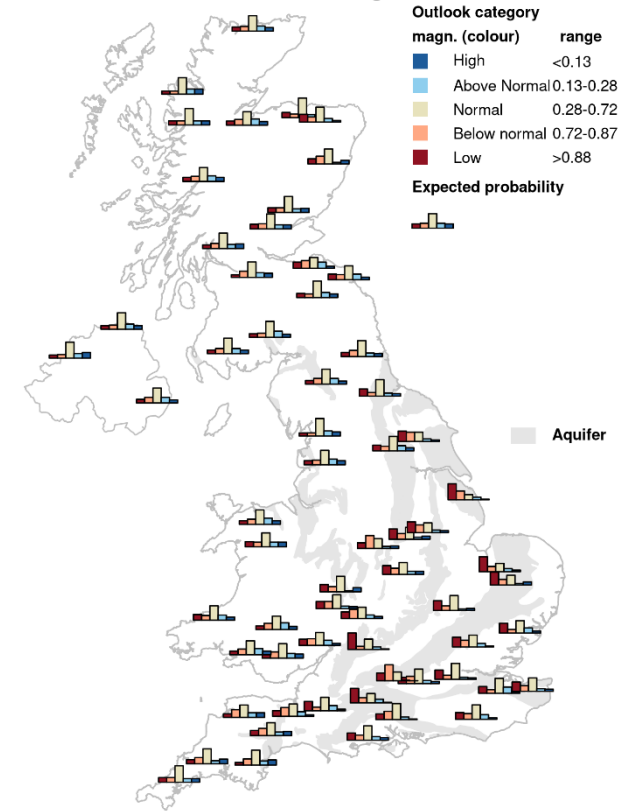 Outlook category
magn. (colour) range
High <0.13
Above Normal 0.13-0.28
Normal 0.28-0.72
Below normal 0.72-0.87
Low >0.88
Expected probability
Aquifer